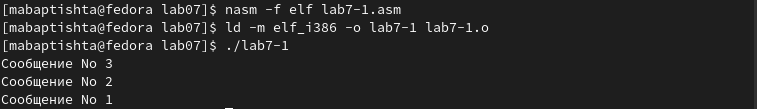 [mabaptishta@fedora lab07]$ nasm -f elf lab7-1.asm
[mabaptishta@fedora lab07]$ ld -m elf_i386 -o lab7-1 lab7-1.o
[mabaptishta@fedora lab07]$ ./lab7-1
Сообщение No 3
Сообщение No 2
Сообщение No 1